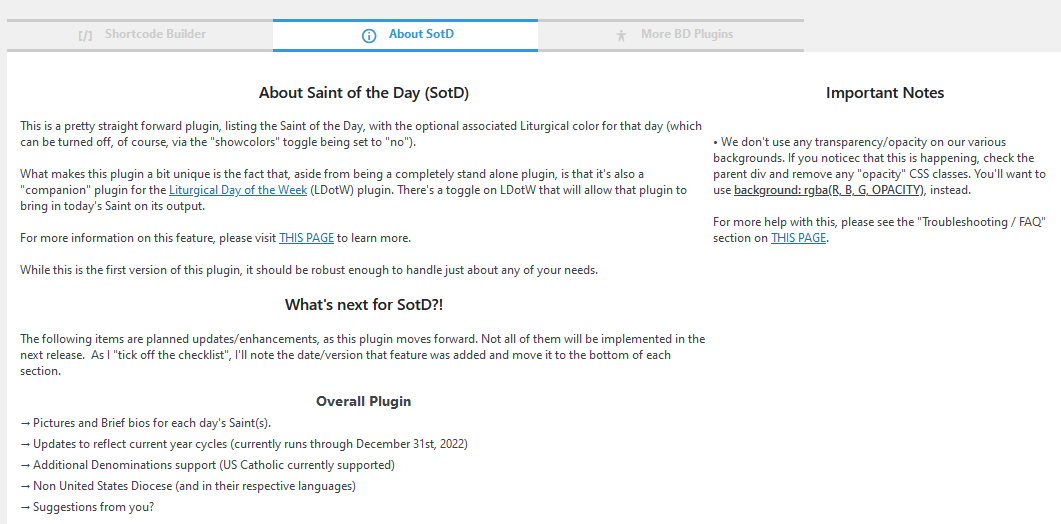 [/] Shortcode Builder
About SotD
More BD Plugins
About Saint of the Day (SotD)
This is a pretty straight forward plugin, listing the Saint of the Day, with the optional associated Liturgical color for that day (which
can be turned off, of course, via the "showcolors" toggle being set to "no").
What makes this plugin a bit unique is the fact that, aside from being a completely stand alone plugin, is that it's also a
"companion" plugin for the Liturgical Day of the Week (LDotW) plugin. There's a toggle on LDotW that will allow that plugin to
bring in today's Saint on its output.
For more information on this feature, please visit THIS PAGE to learn more.
While this is the first version of this plugin, it should be robust enough to handle just about any of your needs.
What's next for SotD?!
The following items are planned updates/enhancements, as this plugin moves forward. Not all of them will be implemented in the
next release.  As I "tick off the checklist", I'll note the date/version that feature was added and move it to the bottom of each
section.
Overall Plugin
→ Pictures and Brief bios for each day's Saint(s).
→ Updates to reflect current year cycles (currently runs through December 31st, 2022)
→ Additional Denominations support (US Catholic currently supported)
→ Non United States Diocese (and in their respective languages)
→ Suggestions from you?
Important Notes
• We don't use any transparency/opacity on our various
backgrounds. If you noticec that this is happening, check the
parent div and remove any "opacity" CSS classes. You'll want to
use background: rgba(R, B, G, OPACITY), instead.
For more help with this, please see the "Troubleshooting / FAQ"
section on THIS PAGE.